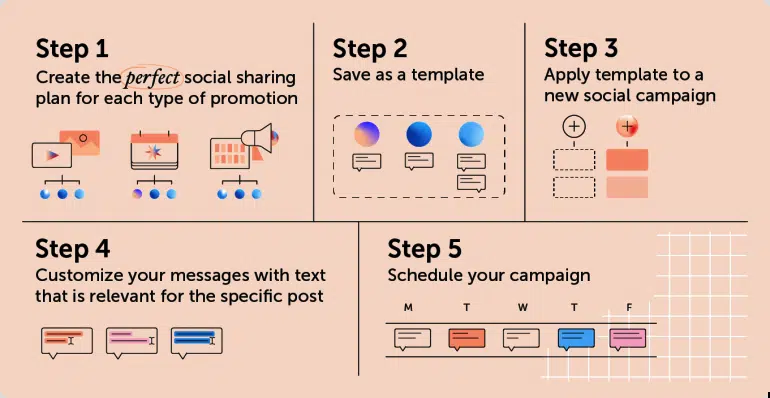 Step 1
Create the perfect social sharing
plan for each type of promotion
Step 2
Save as a template
Step 3
Apply template to a
new social campaign
Step 4
Customize your messages with text
that is relevant for the specific post
Step 5
Schedule your campaign
M T W T F